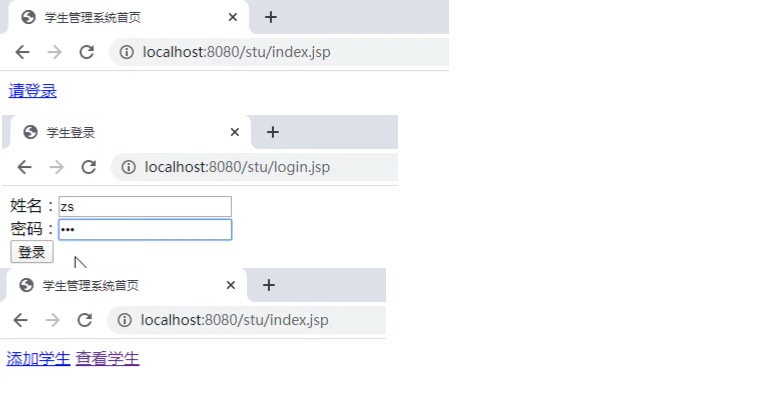 学生管理系统首页
localhost:8080/stu/index.jsp
请登录
学生登录
localhost:8080/stu/login.jsp
姓名：zs
密码：•••
登录
学生管理系统首页
localhost:8080/stu/index.jsp
添加学生 查看学生